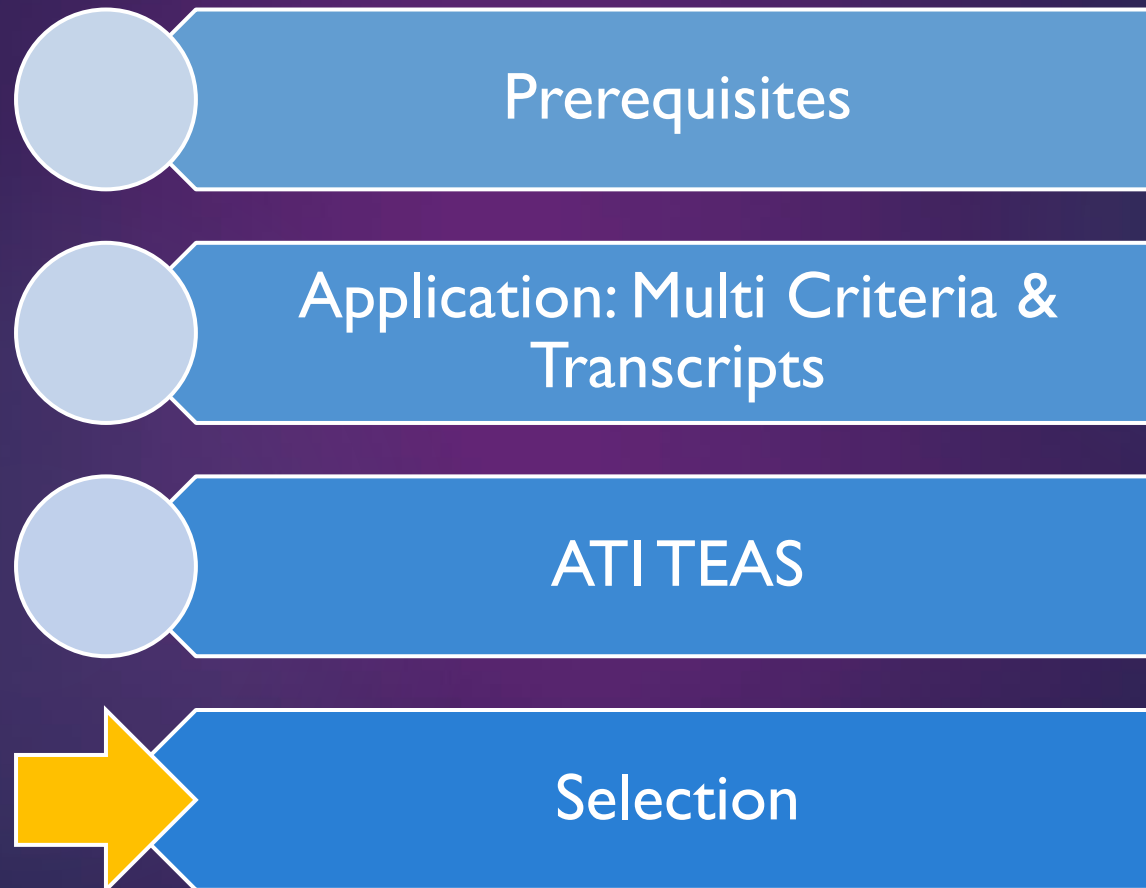 Prerequisites
Application: Multi Criteria &
Transcripts
ATI TEAS
Selection